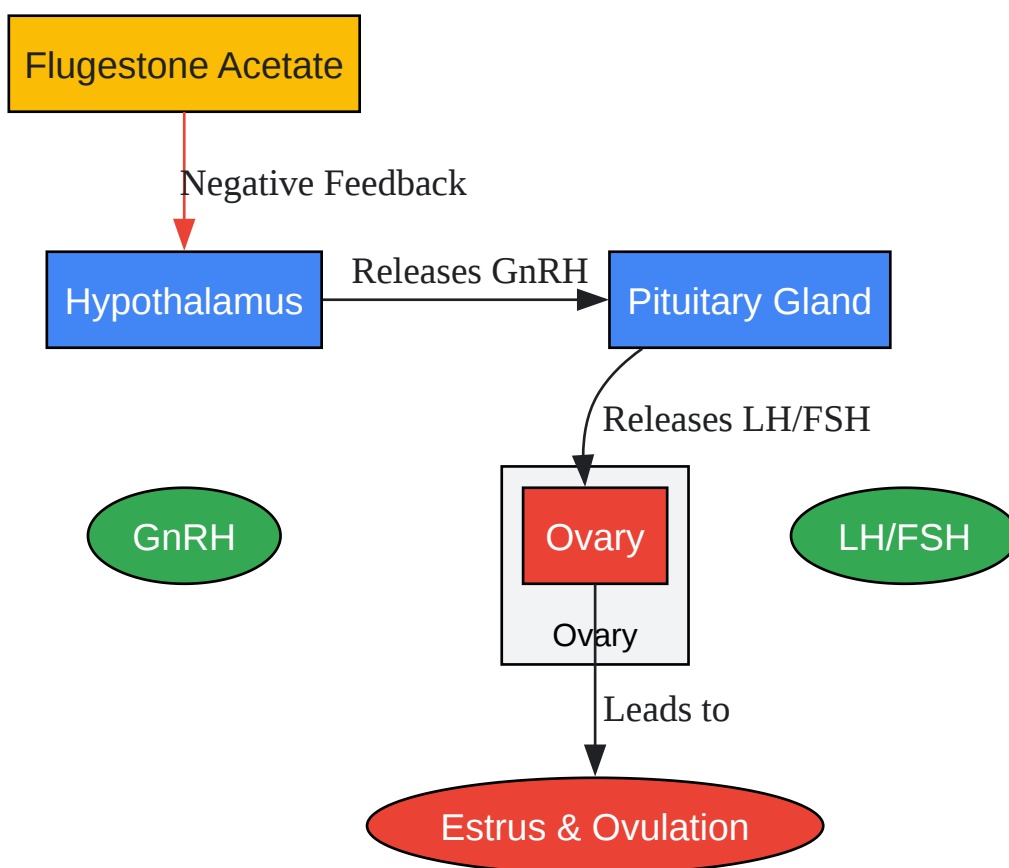 Flugestone Acetate
Negative Feedback
Hypothalamus
Releases GnRH
Pituitary Gland
Releases LH/FSH
GnRH
Ovary
LH/FSH
Ovary
Leads to
Estrus & Ovulation